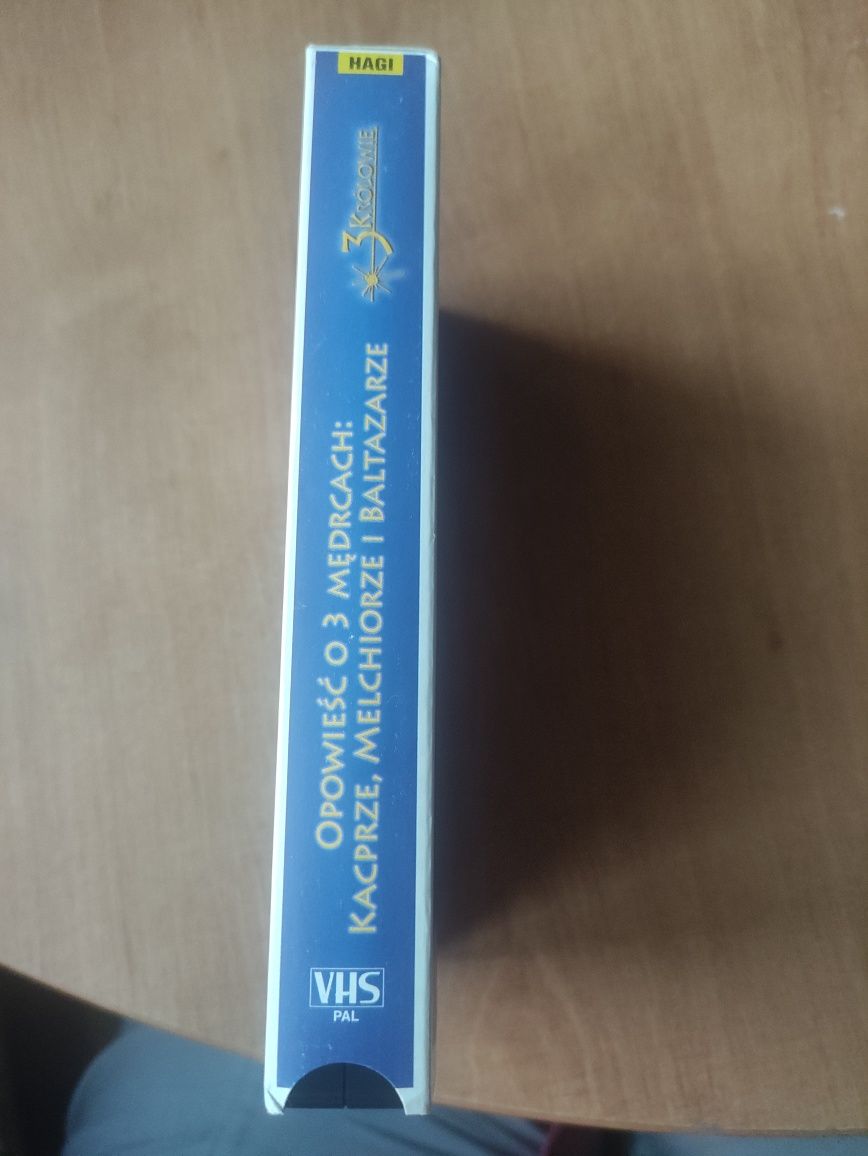 HAGI
3 KRÓLOWIE
OPOWIEŚĆ O 3 MĘDRCACH:
KACPRZE, MELCHIORZE I BALTAZARZE
VHS
PAL